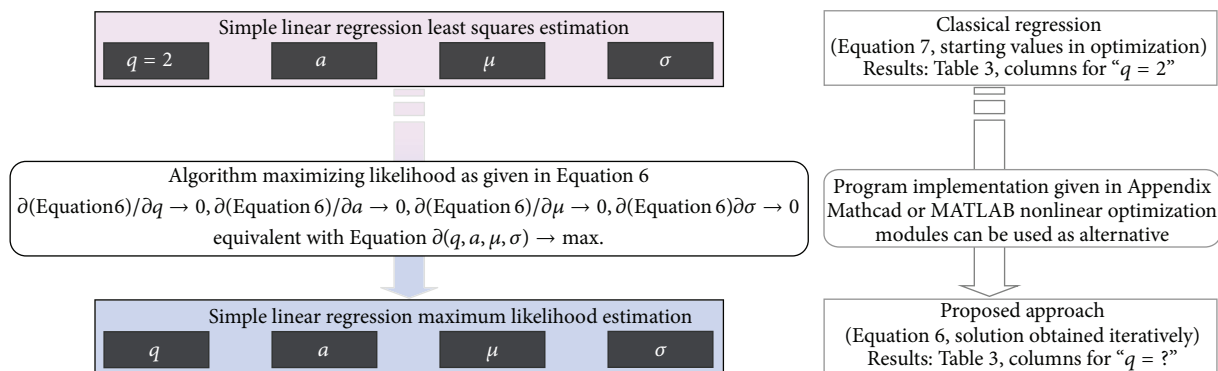 Simple linear regression least squares estimation
q = 2
a
μ
σ
Algorithm maximizing likelihood as given in Equation 6
∂(Equation6)/∂q → 0, ∂(Equation 6)/∂a → 0, ∂(Equation 6)/∂μ → 0, ∂(Equation 6)∂σ → 0
equivalent with Equation ∂(q, a, μ, σ) → max.
Simple linear regression maximum likelihood estimation
q
a
μ
σ
Classical regression
(Equation 7, starting values in optimization)
Results: Table 3, columns for “q = 2”
Program implementation given in Appendix
Mathcad or MATLAB nonlinear optimization
modules can be used as alternative
Proposed approach
(Equation 6, solution obtained iteratively)
Results: Table 3, columns for “q = ?”